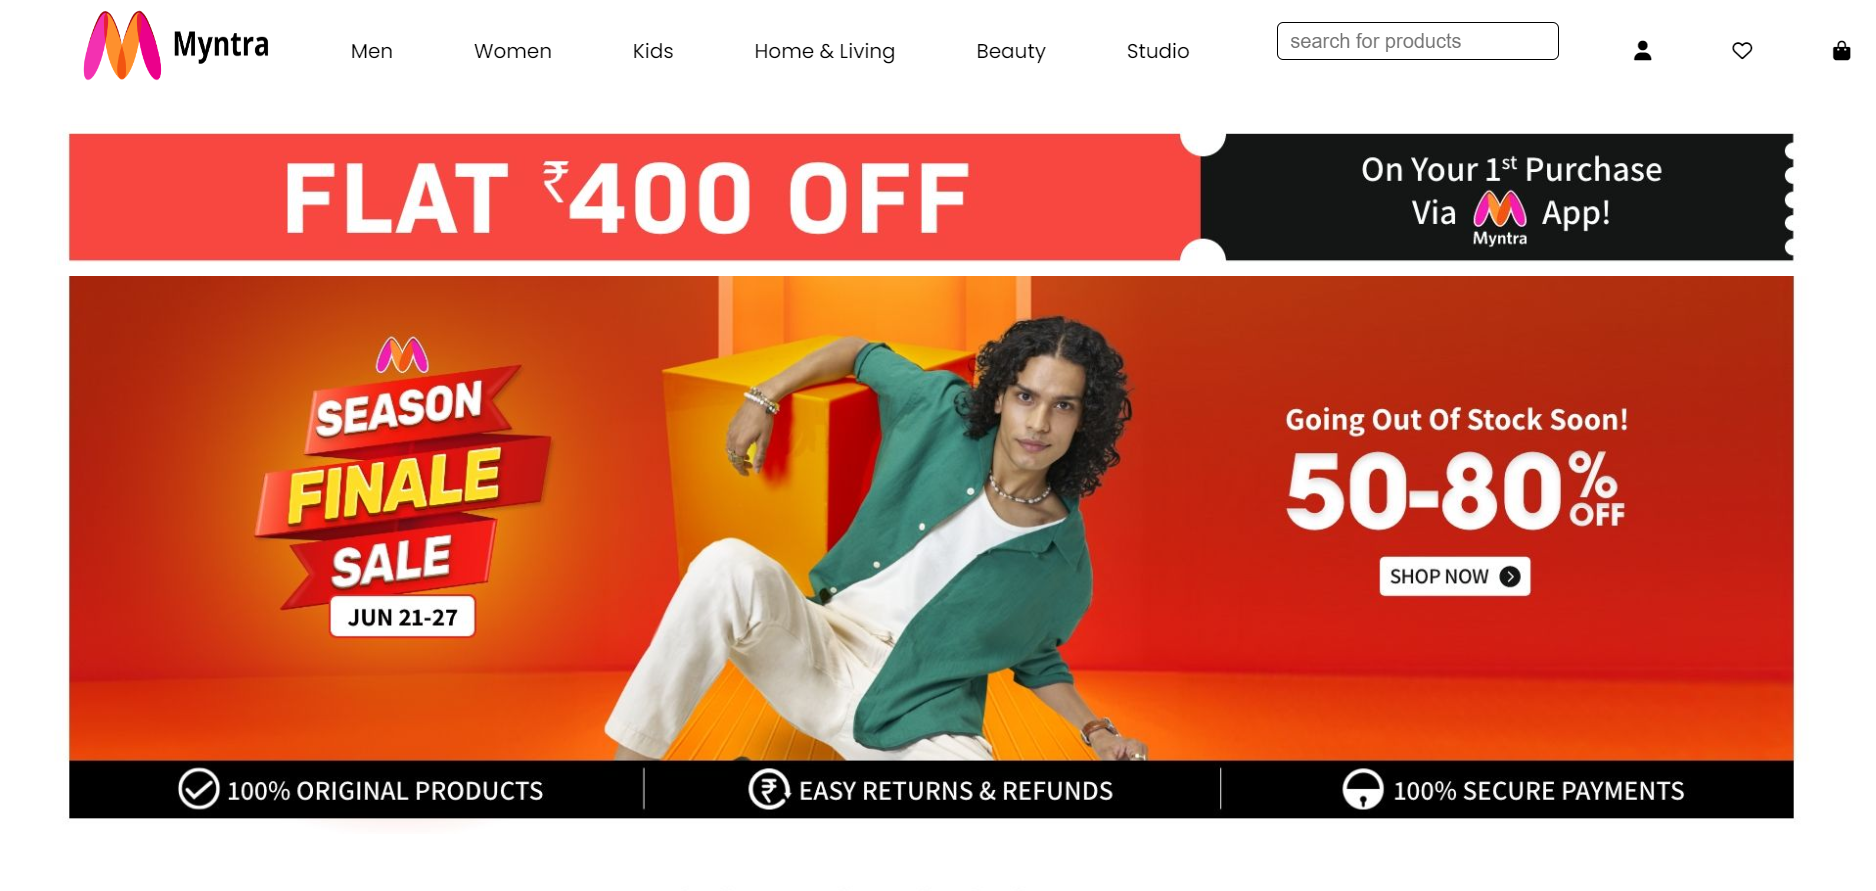 Myntra
Men
Women
Kids
Home & Living
Beauty
Studio
search for products
FLAT ₹400 OFF
On Your 1st Purchase
Via Myntra App!
SEASON
FINALE
SALE
JUN 21-27
Going Out Of Stock Soon!
50-80% OFF
SHOP NOW
100% ORIGINAL PRODUCTS
EASY RETURNS & REFUNDS
100% SECURE PAYMENTS